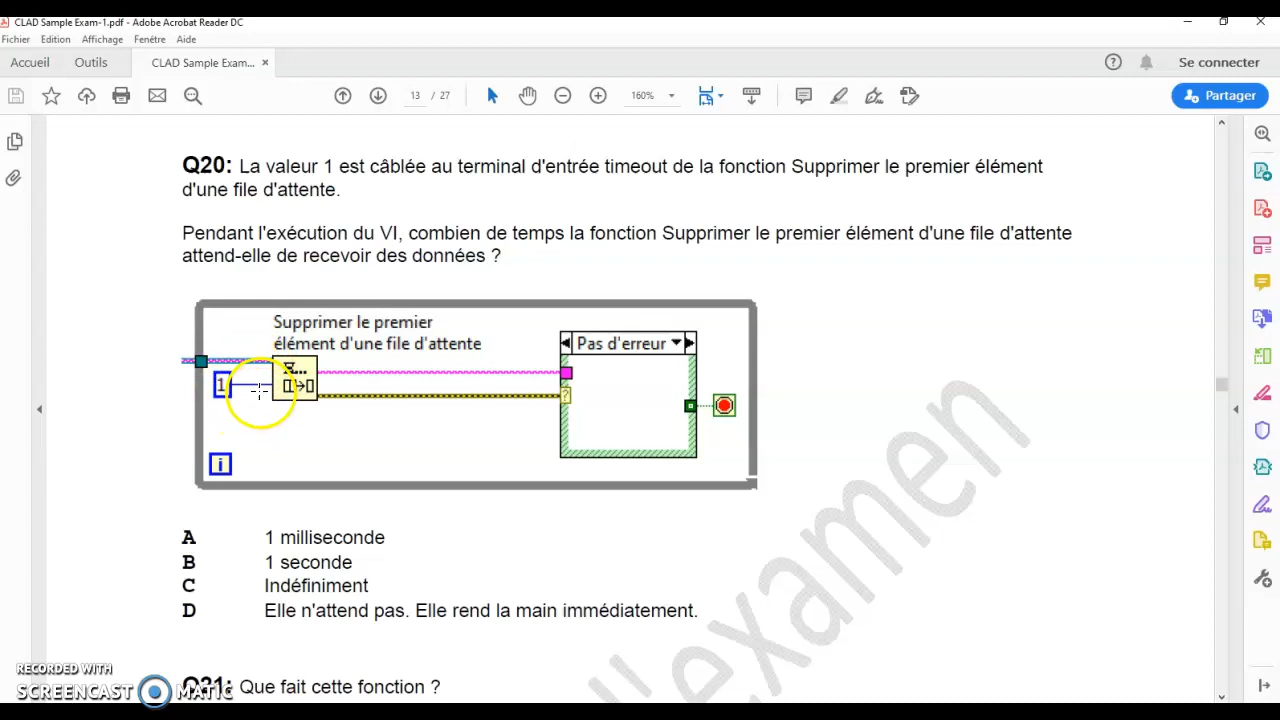 CLAD Sample Exam-1.pdf - Adobe Acrobat Reader DC
Fichier Edition Affichage Fenêtre Aide
Accueil Outils CLAD Sample Exam... × Se connecter
13 / 27 160% Partager
Q20: La valeur 1 est câblée au terminal d'entrée timeout de la fonction Supprimer le premier élément
d'une file d'attente.
Pendant l'exécution du VI, combien de temps la fonction Supprimer le premier élément d'une file d'attente
attend-elle de recevoir des données ?
Supprimer le premier
élément d'une file d'attente
Pas d'erreur
1
?
i
A 1 milliseconde
B 1 seconde
C Indéfiniment
D Elle n'attend pas. Elle rend la main immédiatement.
l'examen
Q21: Que fait cette fonction ?
RECORDED WITH
SCREENCAST MATIC